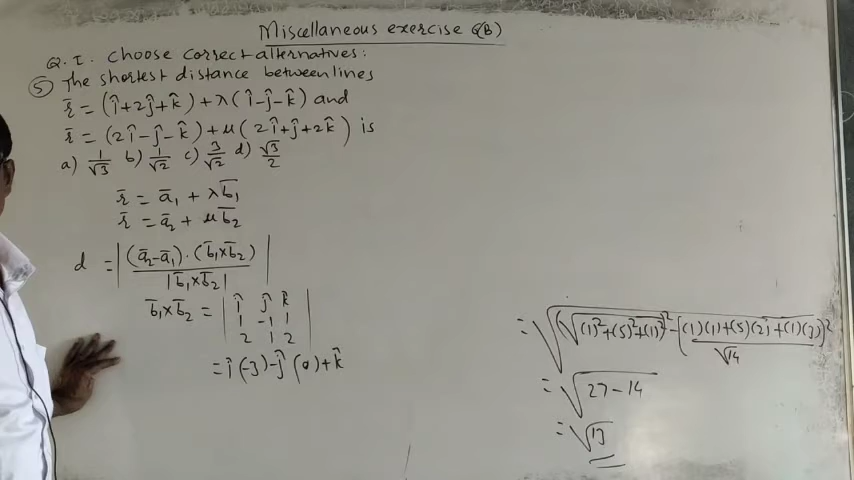 Miscellaneous exercise Q(B)
Q. I. Choose correct alternatives:
(5) The shortest distance between lines
r̄ = (î+2ĵ+k̂) + λ(î-ĵ-k̂) and
r̄ = (2î-ĵ-k̂) + μ(2î+ĵ+2k̂) is
a) 1/√3 b) 1/√2 c) 3/√2 d) √3/2
r̄ = ā₁ + λb̄₁
r̄ = ā₂ + μb̄₂
d = |(ā₂-ā₁)·(b̄₁×b̄₂) / |b̄₁×b̄₂||
b̄₁×b̄₂ = | î ĵ k̂
1 -1 1
2 1 2 |
= î(-3)-ĵ(0)+k̂
= √((√(1)²+(5)²+(1)²)² - [(1)(1)+(5)(2)+(1)(3) / √14]²
= √27-14
= √13